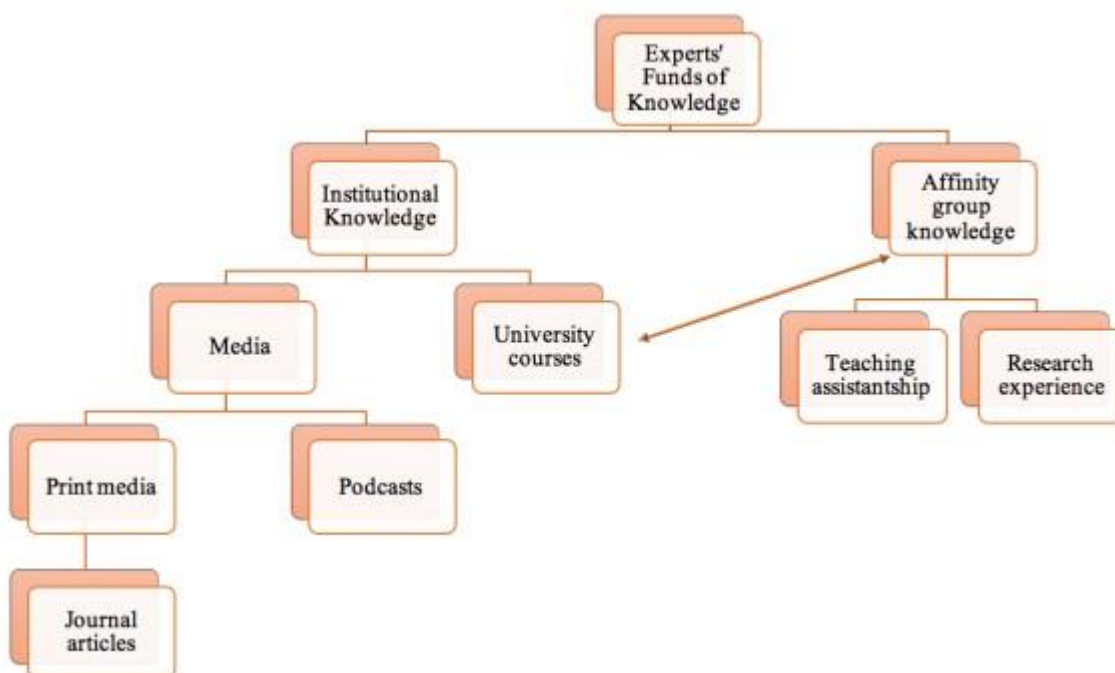 Experts'
Funds of
Knowledge
Institutional
Knowledge
Affinity
group
knowledge
Media
University
courses
Teaching
assistantship
Research
experience
Print media
Podcasts
Journal
articles